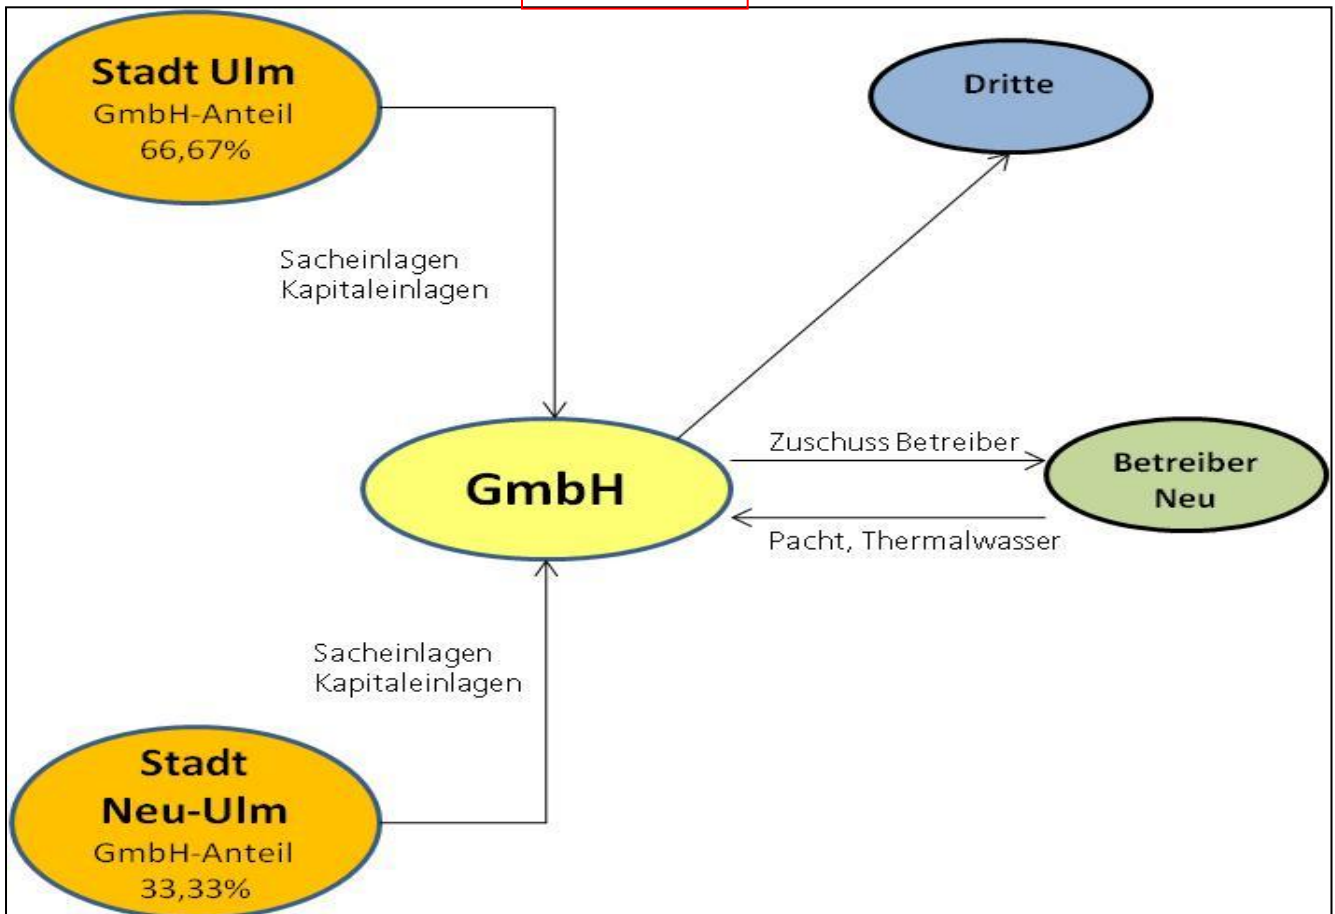 Stadt Ulm
GmbH-Anteil
66,67%
Dritte
Sacheinlagen
Kapitaleinlagen
GmbH
Zuschuss Betreiber
Betreiber
Neu
Pacht, Thermalwasser
Sacheinlagen
Kapitaleinlagen
Stadt
Neu-Ulm
GmbH-Anteil
33,33%